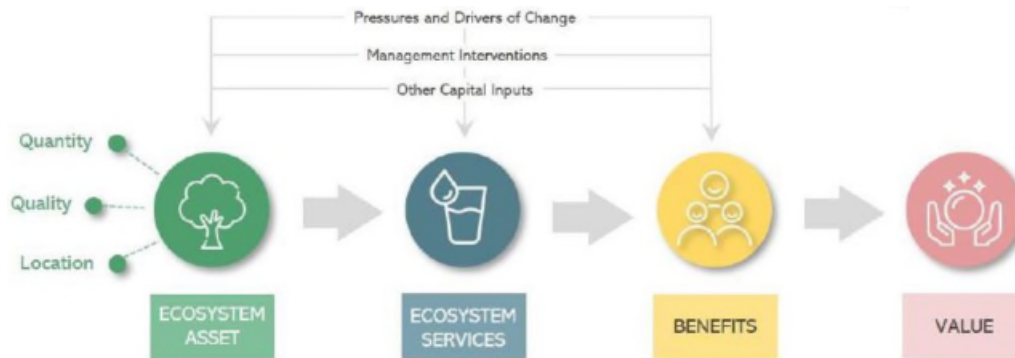 Pressures and Drivers of Change
Management Interventions
Other Capital Inputs
Quantity
Quality
Location
ECOSYSTEM
ASSET
ECOSYSTEM
SERVICES
BENEFITS
VALUE